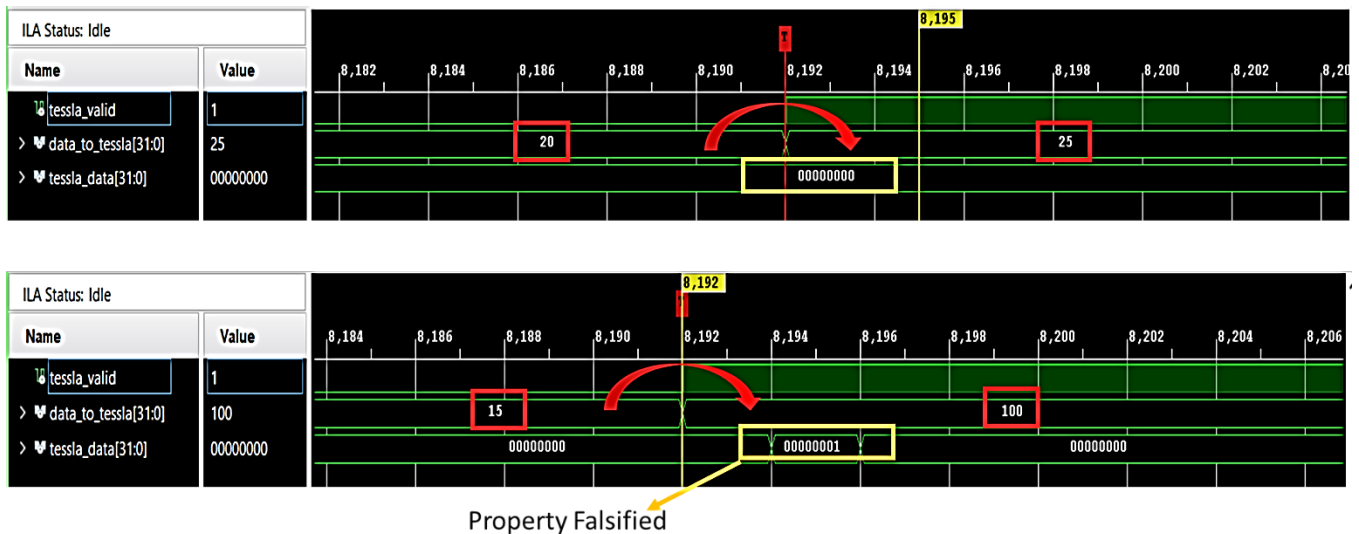 ILA Status: Idle
8,195
T
Name Value
8,182 8,184 8,186 8,188 8,190 8,192 8,194 8,196 8,198 8,200 8,202 8,20
tessla_valid 1
data_to_tessla[31:0] 25 20 25
tessla_data[31:0] 00000000 00000000
ILA Status: Idle
8,192
Name Value
8,184 8,186 8,188 8,190 8,192 8,194 8,196 8,198 8,200 8,202 8,204 8,206
tessla_valid 1
data_to_tessla[31:0] 100 15 100
tessla_data[31:0] 00000000 00000000 00000001 00000000
Property Falsified